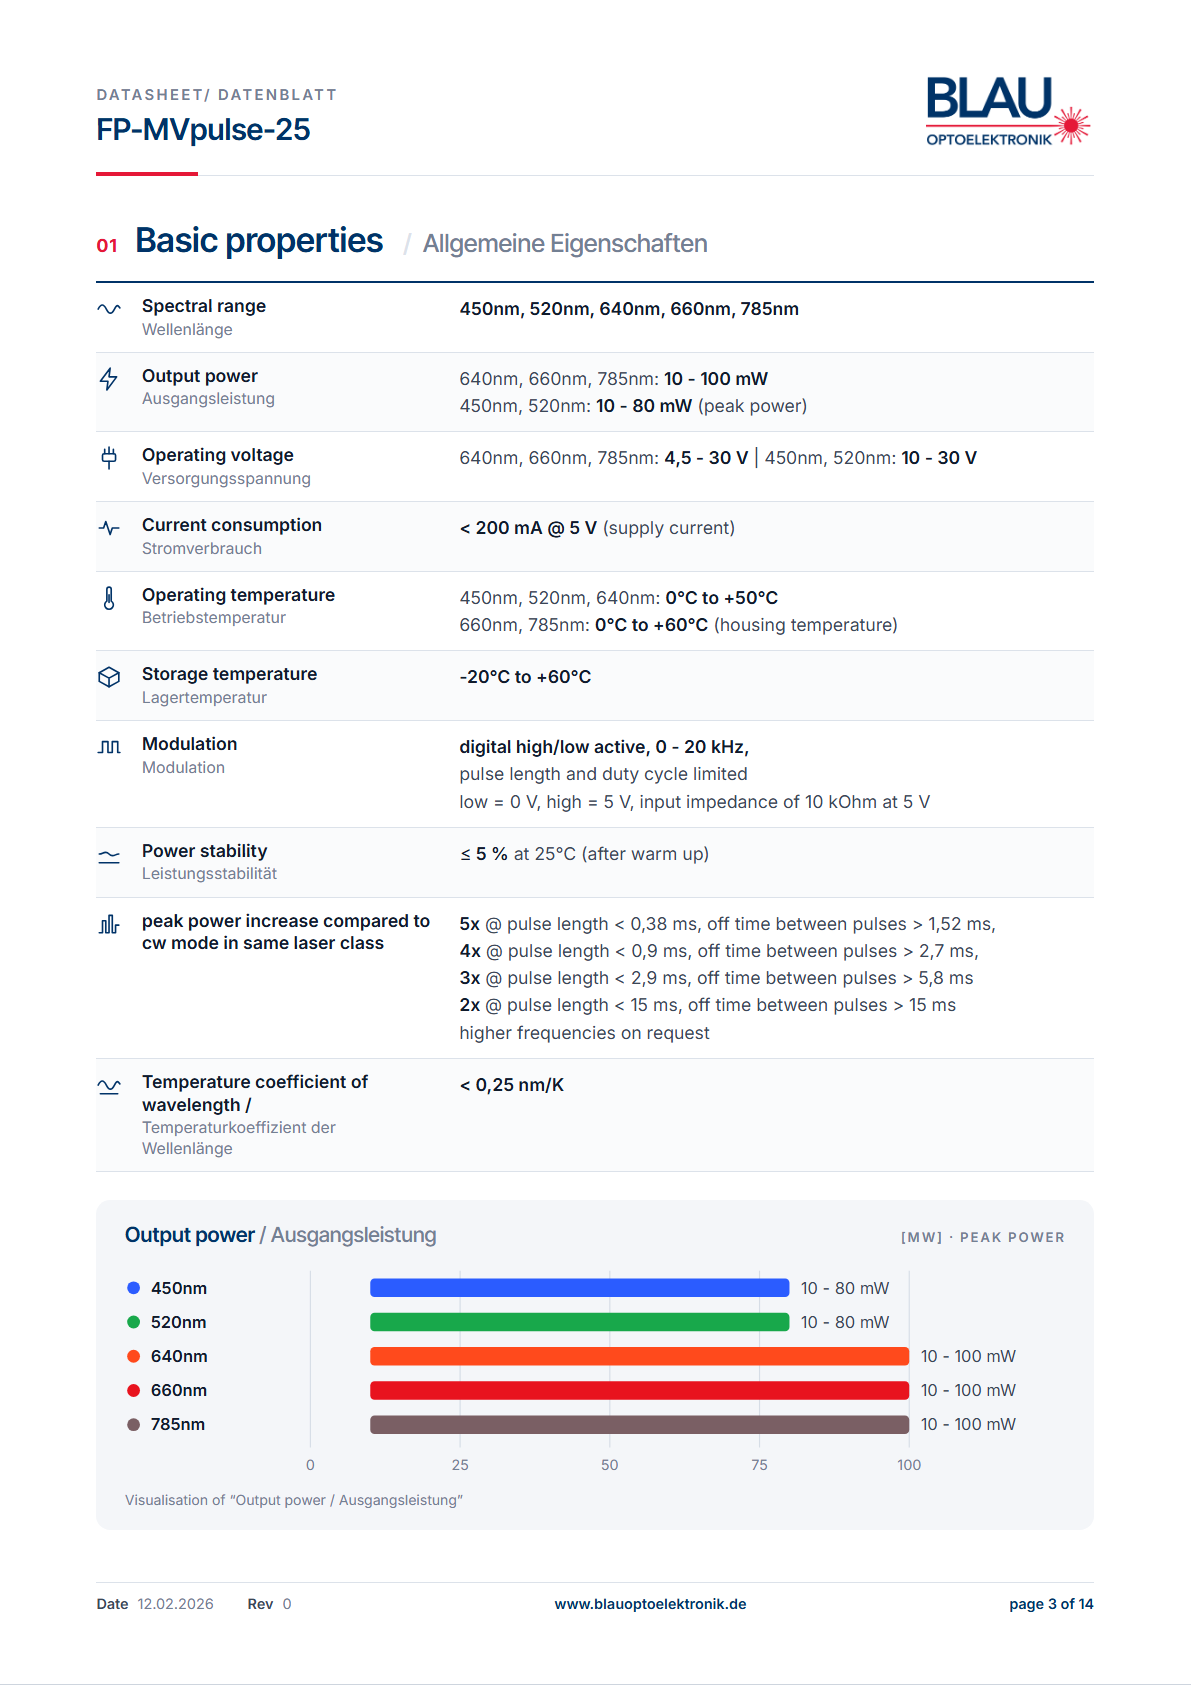 DATASHEET/ DATENBLATT
FP-MVpulse-25
BLAU
OPTOELEKTRONIK
01 Basic properties / Allgemeine Eigenschaften
Spectral range
Wellenlänge
450nm, 520nm, 640nm, 660nm, 785nm
Output power
Ausgangsleistung
640nm, 660nm, 785nm: 10 - 100 mW
450nm, 520nm: 10 - 80 mW (peak power)
Operating voltage
Versorgungsspannung
640nm, 660nm, 785nm: 4,5 - 30 V | 450nm, 520nm: 10 - 30 V
Current consumption
Stromverbrauch
< 200 mA @ 5 V (supply current)
Operating temperature
Betriebstemperatur
450nm, 520nm, 640nm: 0°C to +50°C
660nm, 785nm: 0°C to +60°C (housing temperature)
Storage temperature
Lagertemperatur
-20°C to +60°C
Modulation
Modulation
digital high/low active, 0 - 20 kHz,
pulse length and duty cycle limited
low = 0 V, high = 5 V, input impedance of 10 kOhm at 5 V
Power stability
Leistungsstabilität
≤ 5 % at 25°C (after warm up)
peak power increase compared to
cw mode in same laser class
5x @ pulse length < 0,38 ms, off time between pulses > 1,52 ms,
4x @ pulse length < 0,9 ms, off time between pulses > 2,7 ms,
3x @ pulse length < 2,9 ms, off time between pulses > 5,8 ms
2x @ pulse length < 15 ms, off time between pulses > 15 ms
higher frequencies on request
Temperature coefficient of
wavelength /
Temperaturkoeffizient der
Wellenlänge
< 0,25 nm/K
Output power / Ausgangsleistung
[MW] · PEAK POWER
450nm 10 - 80 mW
520nm 10 - 80 mW
640nm 10 - 100 mW
660nm 10 - 100 mW
785nm 10 - 100 mW
0 25 50 75 100
Visualisation of “Output power / Ausgangsleistung”
Date 12.02.2026 Rev 0 www.blauoptoelektronik.de page 3 of 14